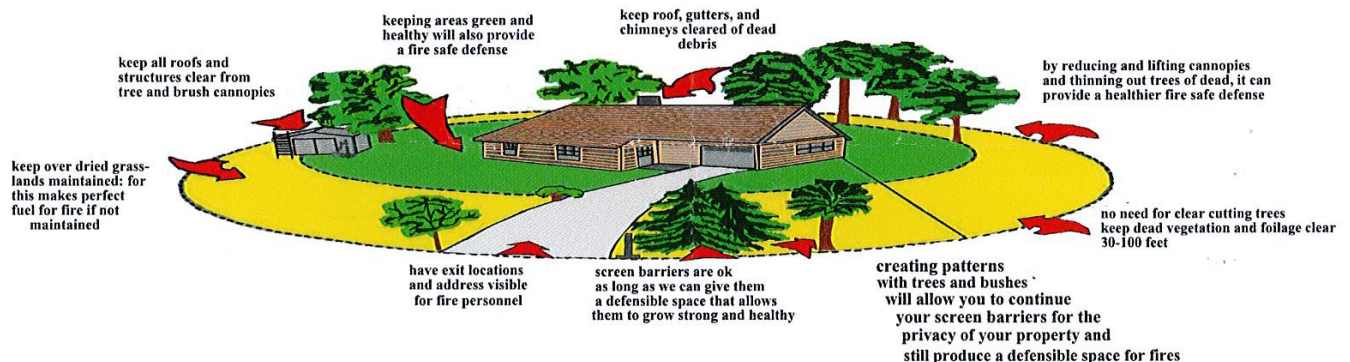 keeping areas green and
healthy will also provide
a fire safe defense
keep roof, gutters, and
chimneys cleared of dead
debris
keep all roofs and
structures clear from
tree and brush cannopies
by reducing and lifting cannopies
and thinning out trees of dead, it can
provide a healthier fire safe defense
keep over dried grass-
lands maintained: for
this makes perfect
fuel for fire if not
maintained
no need for clear cutting trees
keep dead vegetation and foilage clear
30-100 feet
have exit locations
and address visible
for fire personnel
screen barriers are ok
as long as we can give them
a defensible space that allows
them to grow strong and healthy
creating patterns
with trees and bushes
will allow you to continue
your screen barriers for the
privacy of your property and
still produce a defensible space for fires